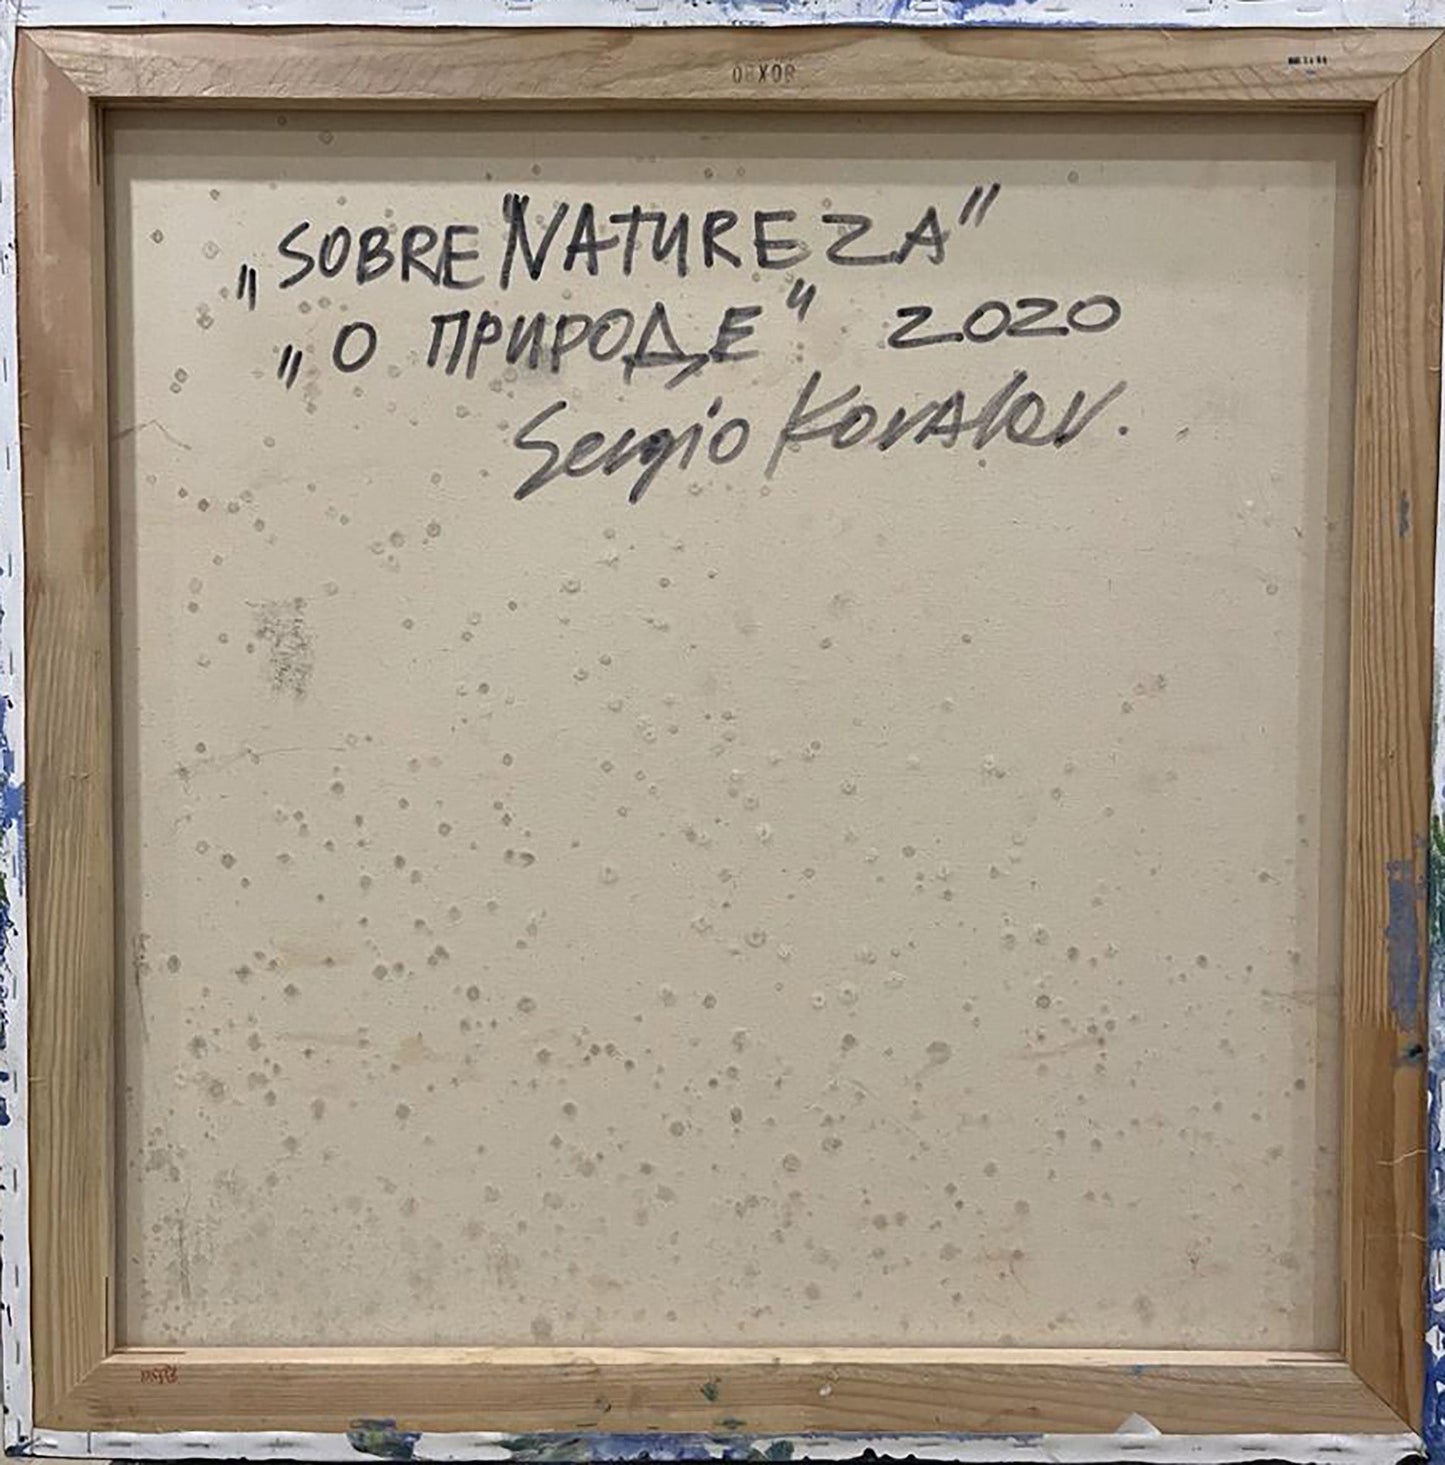 „SOBRE "NATUREZA"
„О ПРИРОДЕ" 2020
Sergio Kovalov.